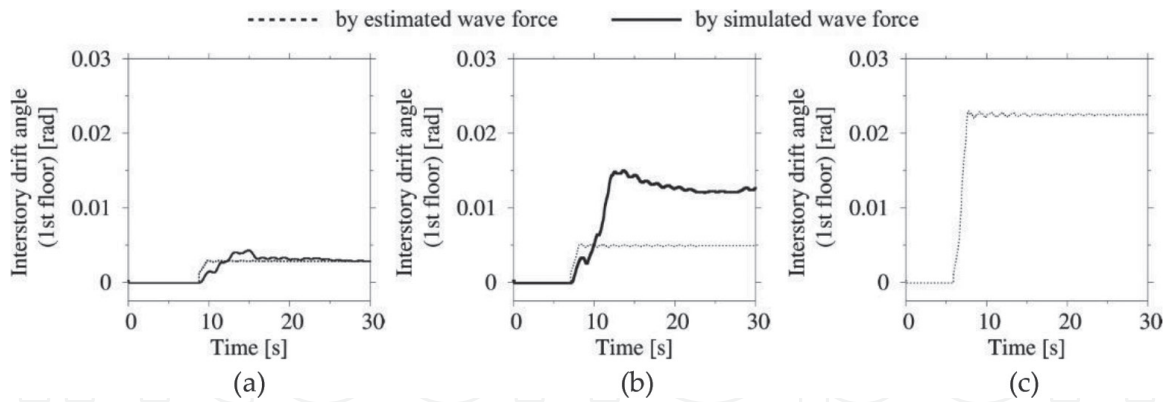 by estimated wave force by simulated wave force
Interstory drift angle
(1st floor) [rad]
0.03
0.02
0.01
0
0 10 20 30
Time [s]
(a)
Interstory drift angle
(1st floor) [rad]
0.03
0.02
0.01
0
0 10 20 30
Time [s]
(b)
Interstory drift angle
(1st floor) [rad]
0.03
0.02
0.01
0
0 10 20 30
Time [s]
(c)